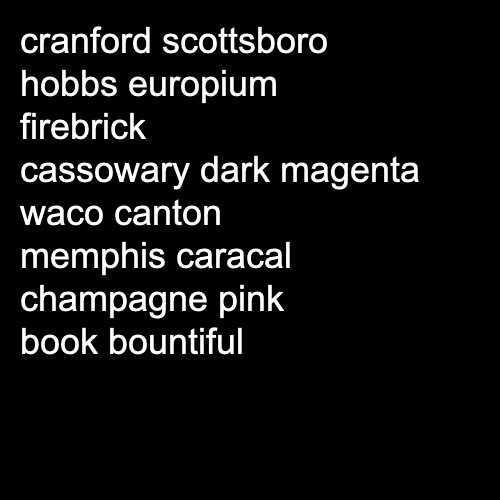 cranford scottsboro
hobbs europium
firebrick
cassowary dark magenta
waco canton
memphis caracal
champagne pink
book bountiful